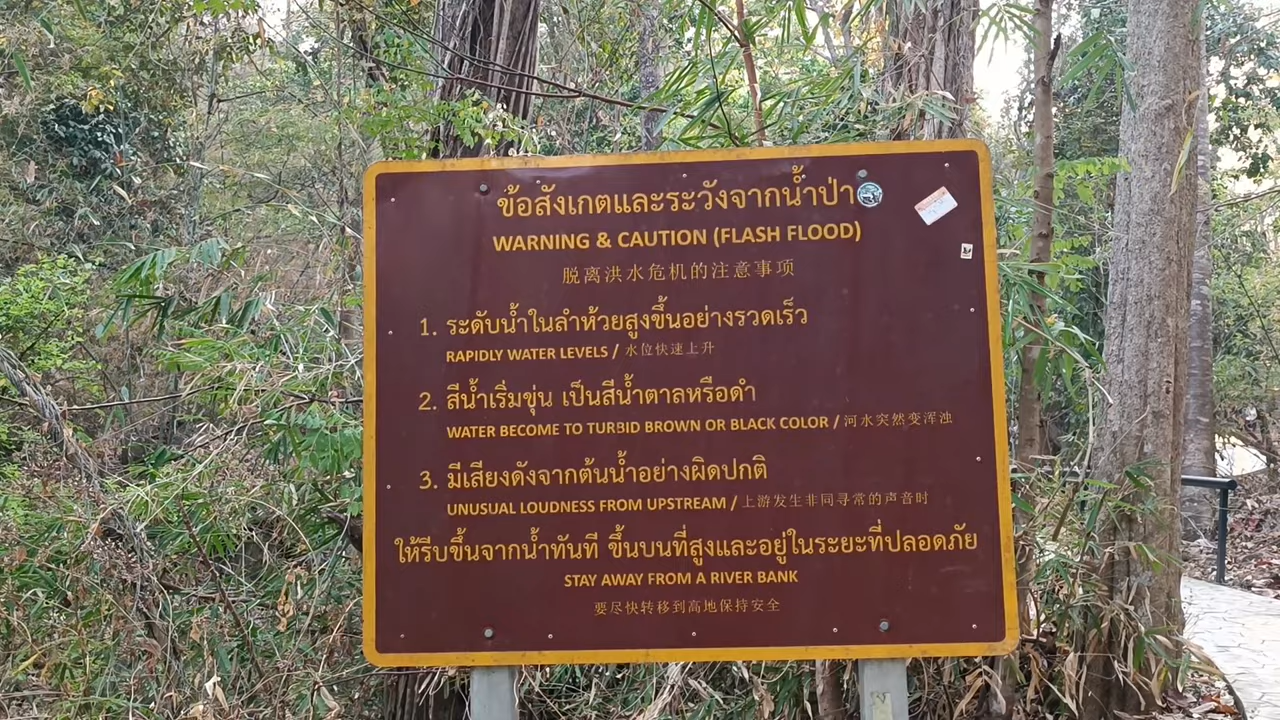 ข้อสังเกตและระวังจากน้ำป่า
WARNING & CAUTION (FLASH FLOOD)
脱离洪水危机的注意事项
1. ระดับน้ำในลำห้วยสูงขึ้นอย่างรวดเร็ว
RAPIDLY WATER LEVELS / 水位快速上升
2. สีน้ำเริ่มขุ่น เป็นสีน้ำตาลหรือดำ
WATER BECOME TO TURBID BROWN OR BLACK COLOR / 河水突然变浑浊
3. มีเสียงดังจากต้นน้ำอย่างผิดปกติ
UNUSUAL LOUDNESS FROM UPSTREAM / 上游发生非同寻常的声音时
ให้รีบขึ้นจากน้ำทันที ขึ้นบนที่สูงและอยู่ในระยะที่ปลอดภัย
STAY AWAY FROM A RIVER BANK
要尽快转移到高地保持安全